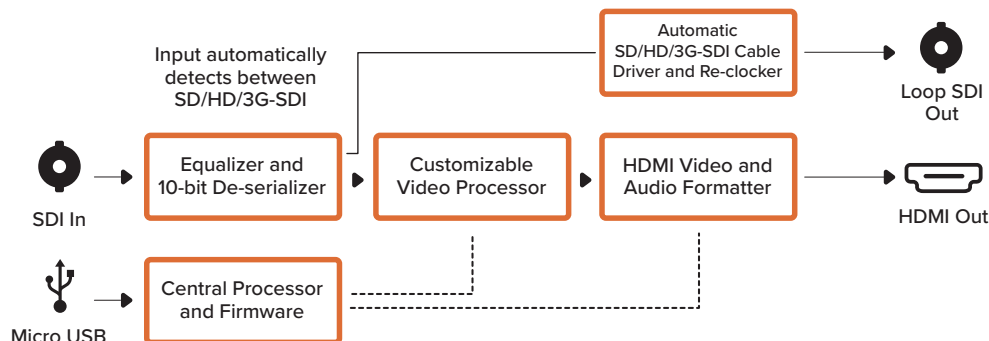 Input automatically
detects between
SD/HD/3G-SDI
Automatic
SD/HD/3G-SDI Cable
Driver and Re-clocker
Loop SDI
Out
SDI In
Equalizer and
10-bit De-serializer
Customizable
Video Processor
HDMI Video and
Audio Formatter
HDMI Out
Micro USB
Central Processor
and Firmware